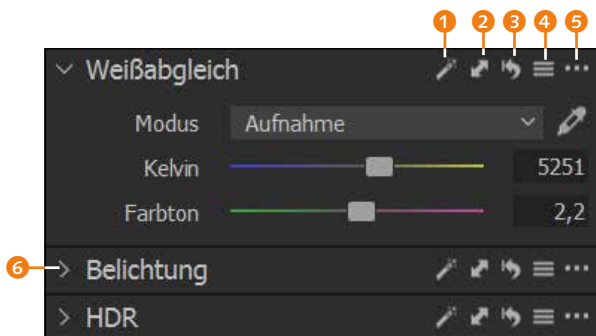 1 2 3 4 5
Weißabgleich
Modus Aufnahme
Kelvin 5251
Farbton 2,2
6 Belichtung
HDR